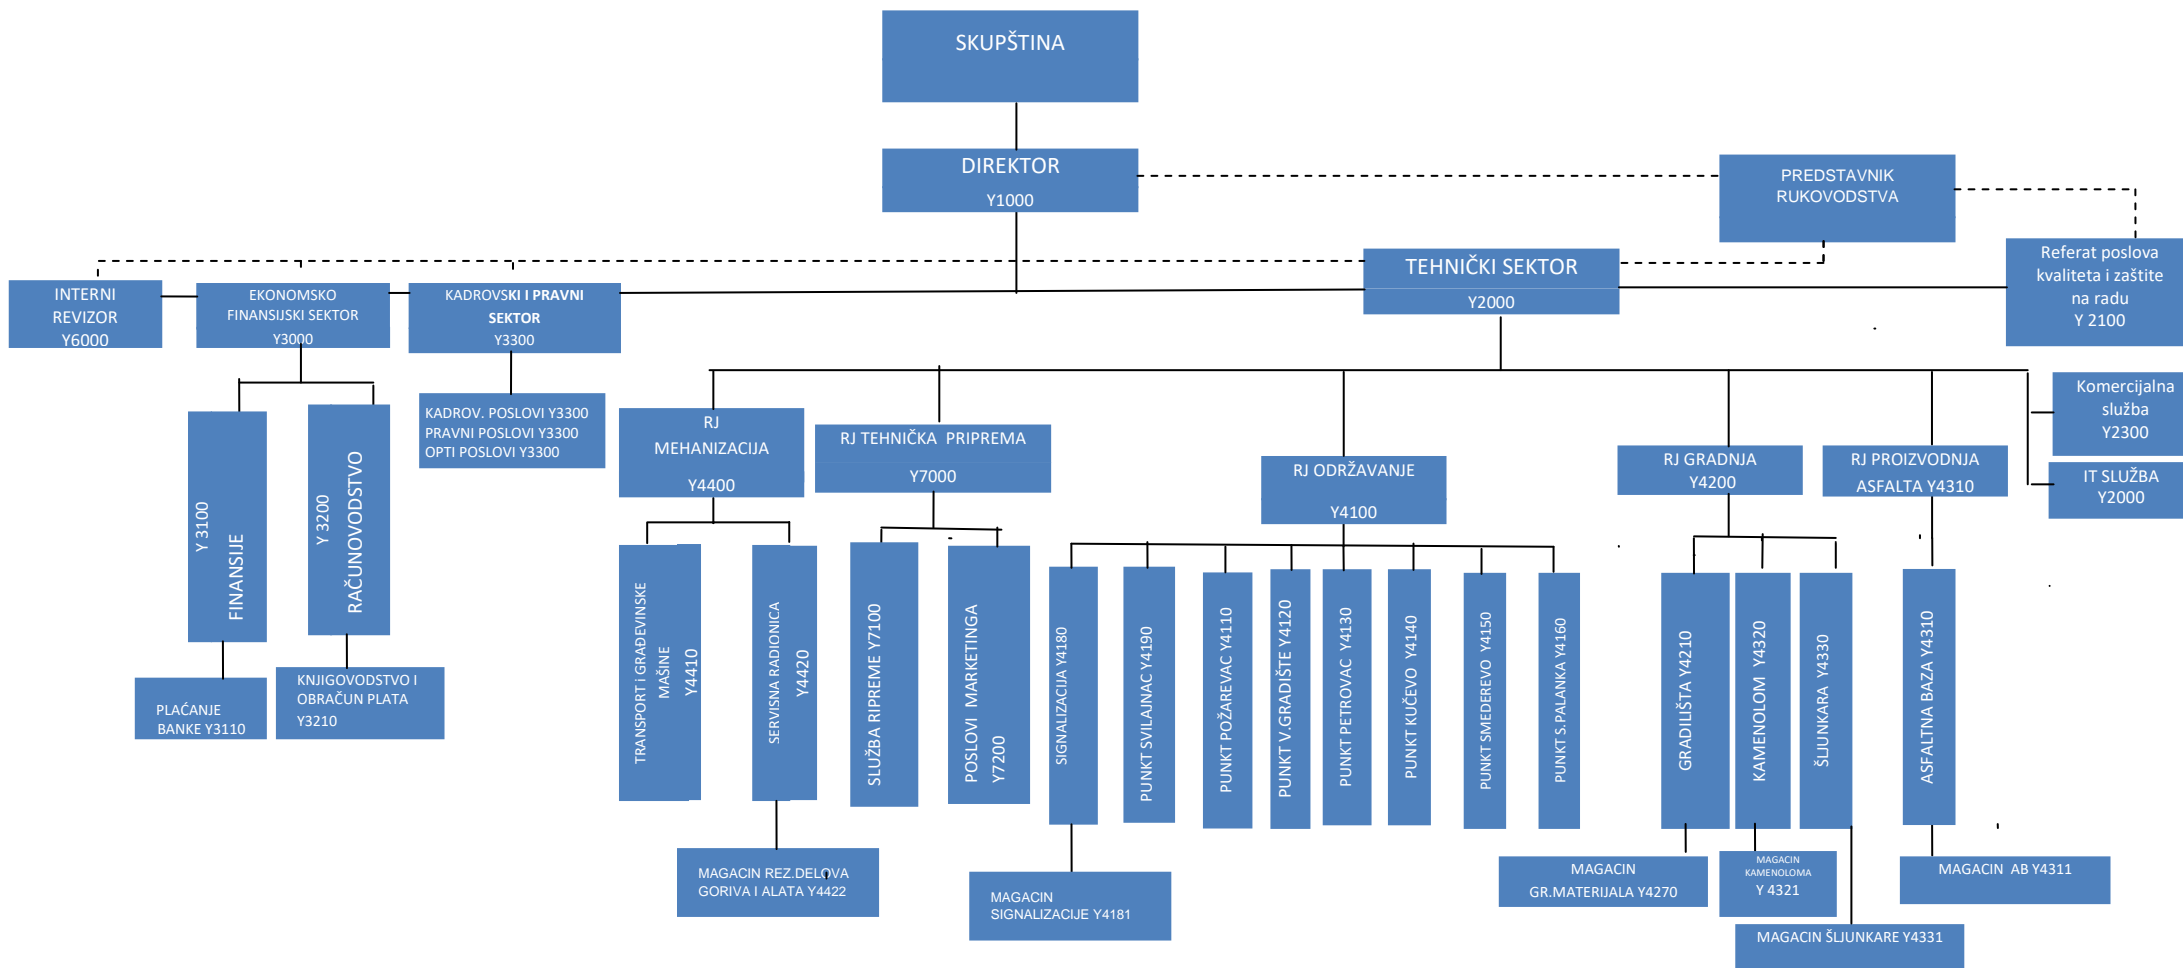 SKUPŠTINA
DIREKTOR
Y1000
PREDSTAVNIK
RUKOVODSTVA
INTERNI
REVIZOR
Y6000
EKONOMSKO
FINANSIJSKI SEKTOR
Y3000
KADROVSKI I PRAVNI
SEKTOR
Y3300
TEHNIČKI SEKTOR
Y2000
Referat poslova
kvaliteta i zaštite
na radu
Y 2100
KADROV. POSLOVI Y3300
PRAVNI POSLOVI Y3300
OPTI POSLOVI Y3300
RJ
MEHANIZACIJA
Y4400
RJ TEHNIČKA PRIPREMA
Y7000
RJ ODRŽAVANJE
Y4100
RJ GRADNJA
Y4200
RJ PROIZVODNJA
ASFALTA Y4310
Komercijalna
služba
Y2300
IT SLUŽBA
Y2000
Y 3100
FINANSIJE
Y 3200
RAČUNOVODSTVO
TRANSPORT i GRAĐEVINSKE
MAŠINE
Y4410
SERVISNA RADIONICA
Y4420
SLUŽBA RIPREME Y7100
POSLOVI MARKETINGA
Y7200
SIGNALIZACIJA Y4180
PUNKT SVILAJNAC Y4190
PUNKT POŽAREVAC Y4110
PUNKT V.GRADIŠTE Y4120
PUNKT PETROVAC Y4130
PUNKT KUČEVO Y4140
PUNKT SMEDEREVO Y4150
PUNKT S.PALANKA Y4160
GRADILIŠTA Y4210
KAMENOLOM Y4320
ŠLJUNKARA Y4330
ASFALTNA BAZA Y4310
PLAĆANJE
BANKE Y3110
KNJIGOVODSTVO I
OBRAČUN PLATA
Y3210
MAGACIN REZ.DELOVA
GORIVA I ALATA Y4422
MAGACIN
SIGNALIZACIJE Y4181
MAGACIN
GR.MATERIJALA Y4270
MAGACIN
KAMENOLOMA
Y 4321
MAGACIN AB Y4311
MAGACIN ŠLJUNKARE Y4331